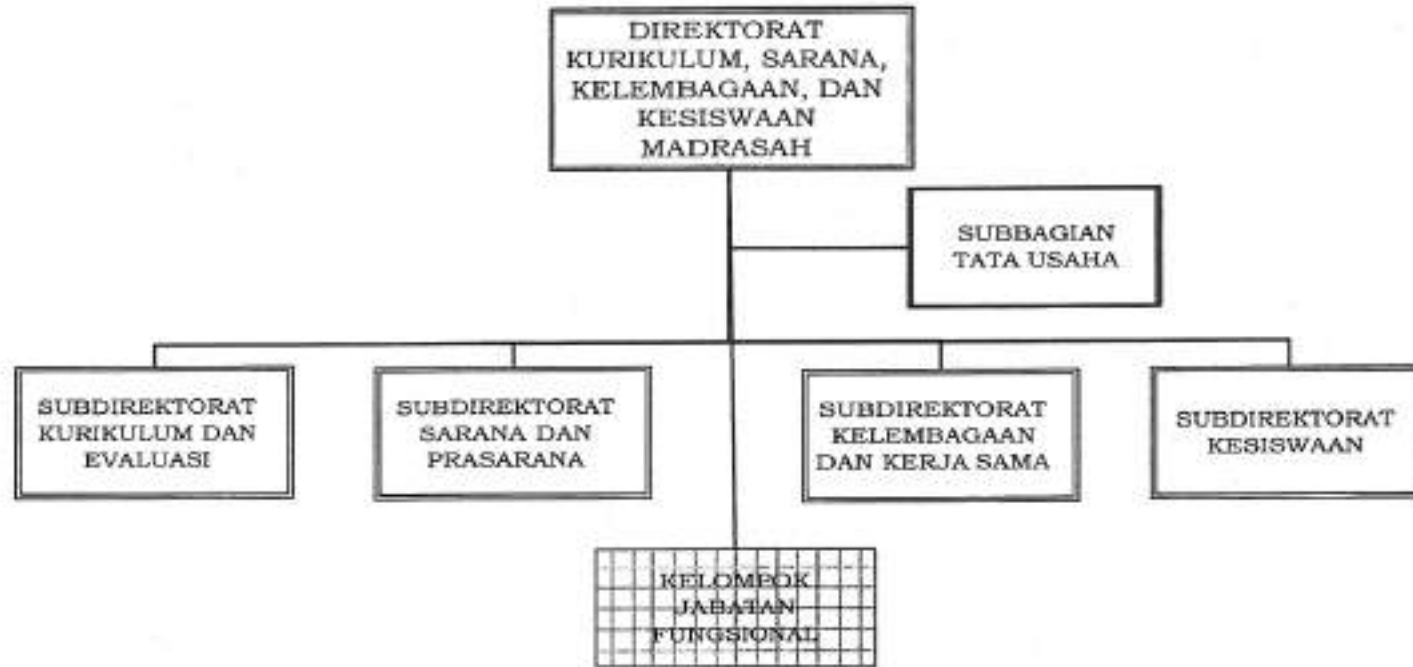 DIREKTORAT
KURIKULUM, SARANA,
KELEMBAGAAN, DAN
KESISWAAN
MADRASAH
SUBBAGIAN
TATA USAHA
SUBDIREKTORAT
KURIKULUM DAN
EVALUASI
SUBDIREKTORAT
SARANA DAN
PRASARANA
SUBDIREKTORAT
KELEMBAGAAN
DAN KERJA SAMA
SUBDIREKTORAT
KESISWAAN
KELOMPOK
JABATAN
FUNGSIONAL